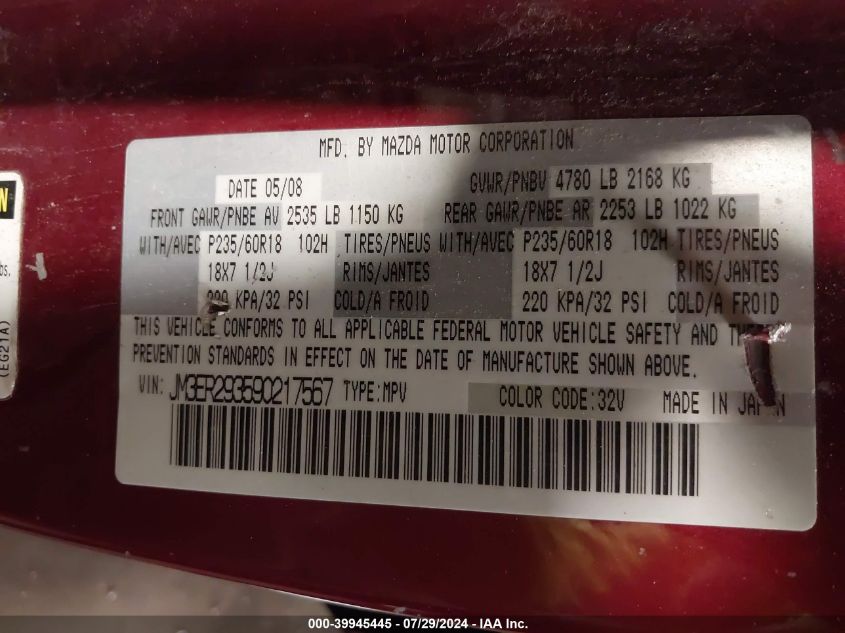 MFD. BY MAZDA MOTOR CORPORATION
DATE 05/08 GVWR/PNBV 4780 LB 2168 KG
FRONT GAWR/PNBE AV 2535 LB 1150 KG REAR GAWR/PNBE AR 2253 LB 1022 KG
WITH/AVEC P235/60R18 102H TIRES/PNEUS WITH/AVEC P235/60R18 102H TIRES/PNEUS
18X7 1/2J RIMS/JANTES 18X7 1/2J RIMS/JANTES
220 KPA/32 PSI COLD/A FROID 220 KPA/32 PSI COLD/A FROID
THIS VEHICLE CONFORMS TO ALL APPLICABLE FEDERAL MOTOR VEHICLE SAFETY AND
PREVENTION STANDARDS IN EFFECT ON THE DATE OF MANUFACTURE SHOWN ABOVE.
VIN: JM3ER293590217567 TYPE:MPV COLOR CODE:32V MADE IN JAPAN
bs.
(EG21A)
000-39945445 - 07/29/2024 - IAA Inc.